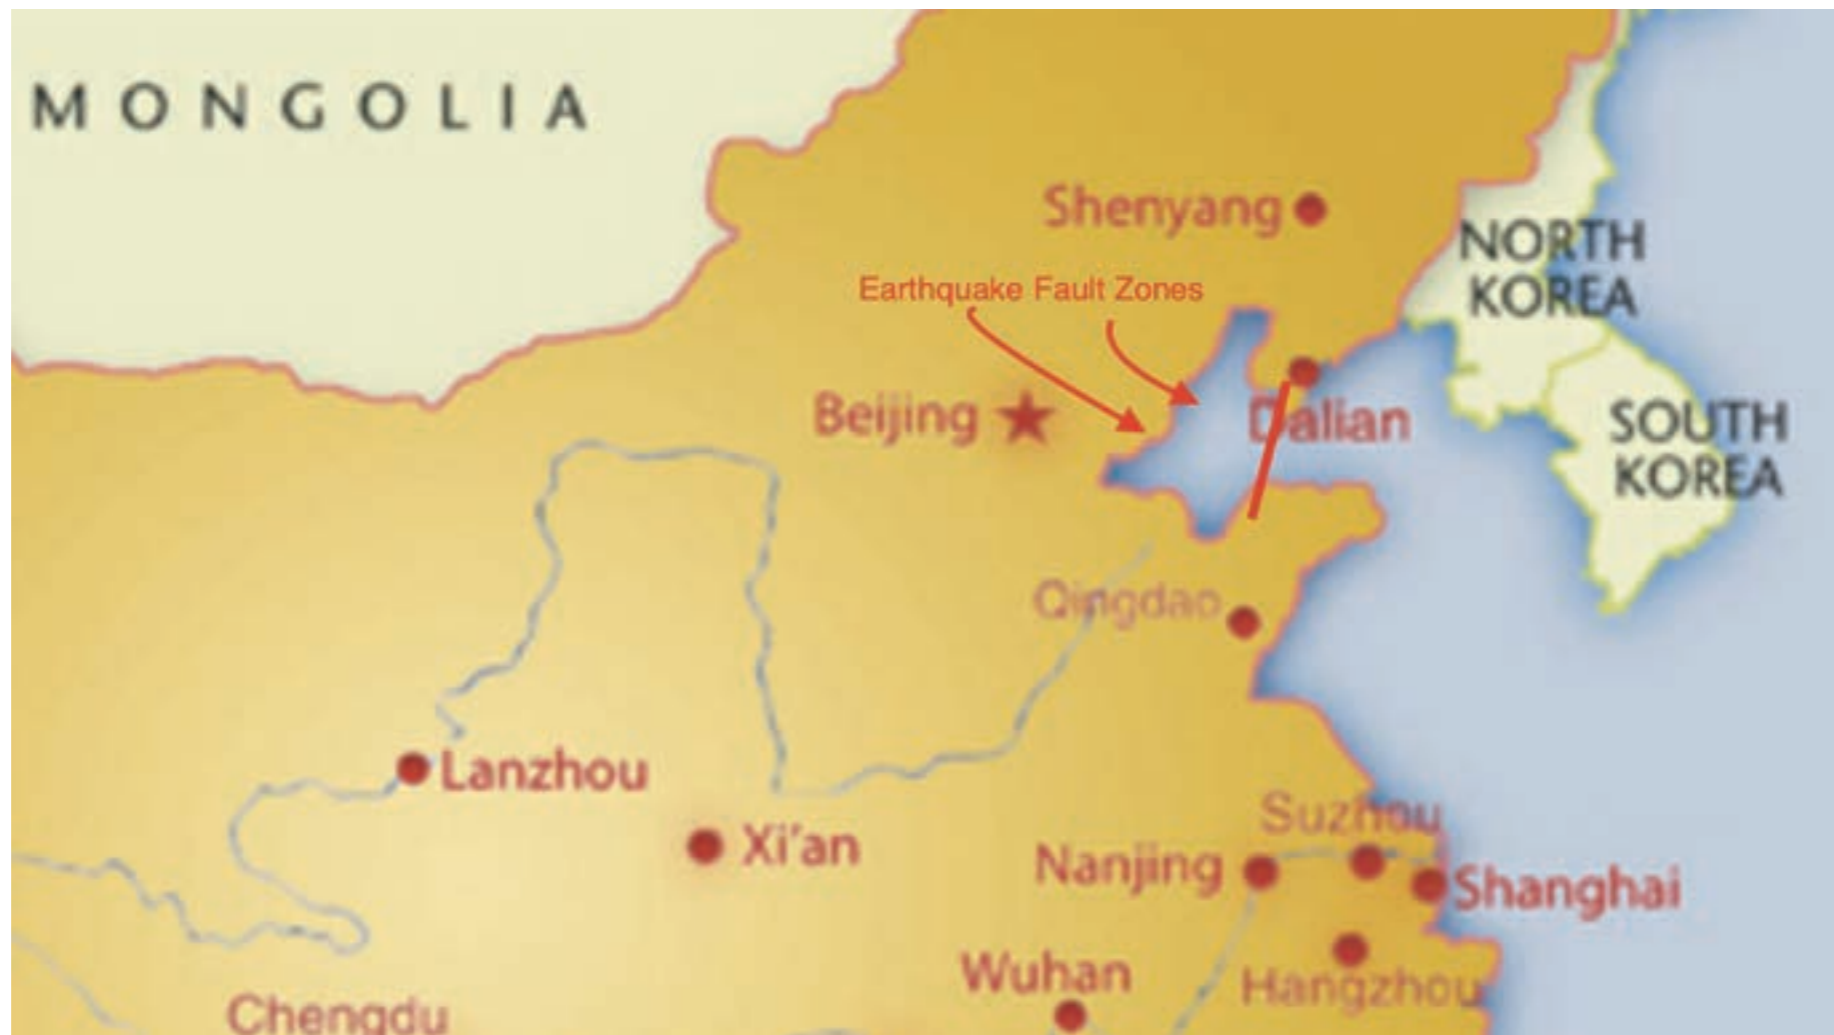 MONGOLIA
Shenyang
NORTH
KOREA
Earthquake Fault Zones
Beijing
Dalian
SOUTH
KOREA
Qingdao
Lanzhou
Xi'an
Suzhou
Nanjing
Shanghai
Wuhan
Hangzhou
Chengdu